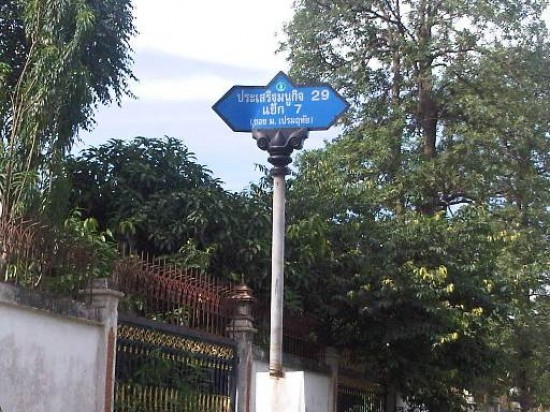 ประเสริฐมนูกิจ 29
แยก 7
(ซอย ม. เปรมฤทัย)